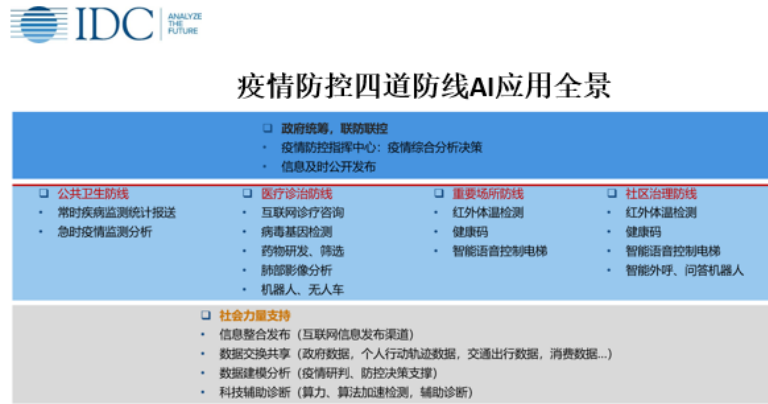 IDC
ANALYZE
THE
FUTURE
疫情防控四道防线AI应用全景
政府统筹，联防联控
疫情防控指挥中心：疫情综合分析决策
信息及时公开发布
公共卫生防线
常时疾病监测统计报送
急时疫情监测分析
医疗诊治防线
互联网诊疗咨询
病毒基因检测
药物研发、筛选
肺部影像分析
机器人、无人车
重要场所防线
红外体温检测
健康码
智能语音控制电梯
社区治理防线
红外体温检测
健康码
智能语音控制电梯
智能外呼、问答机器人
社会力量支持
信息整合发布（互联网信息发布渠道）
数据交换共享（政府数据，个人行动轨迹数据，交通出行数据，消费数据...）
数据建模分析（疫情研判、防控决策支撑）
科技辅助诊断（算力、算法加速检测，辅助诊断）